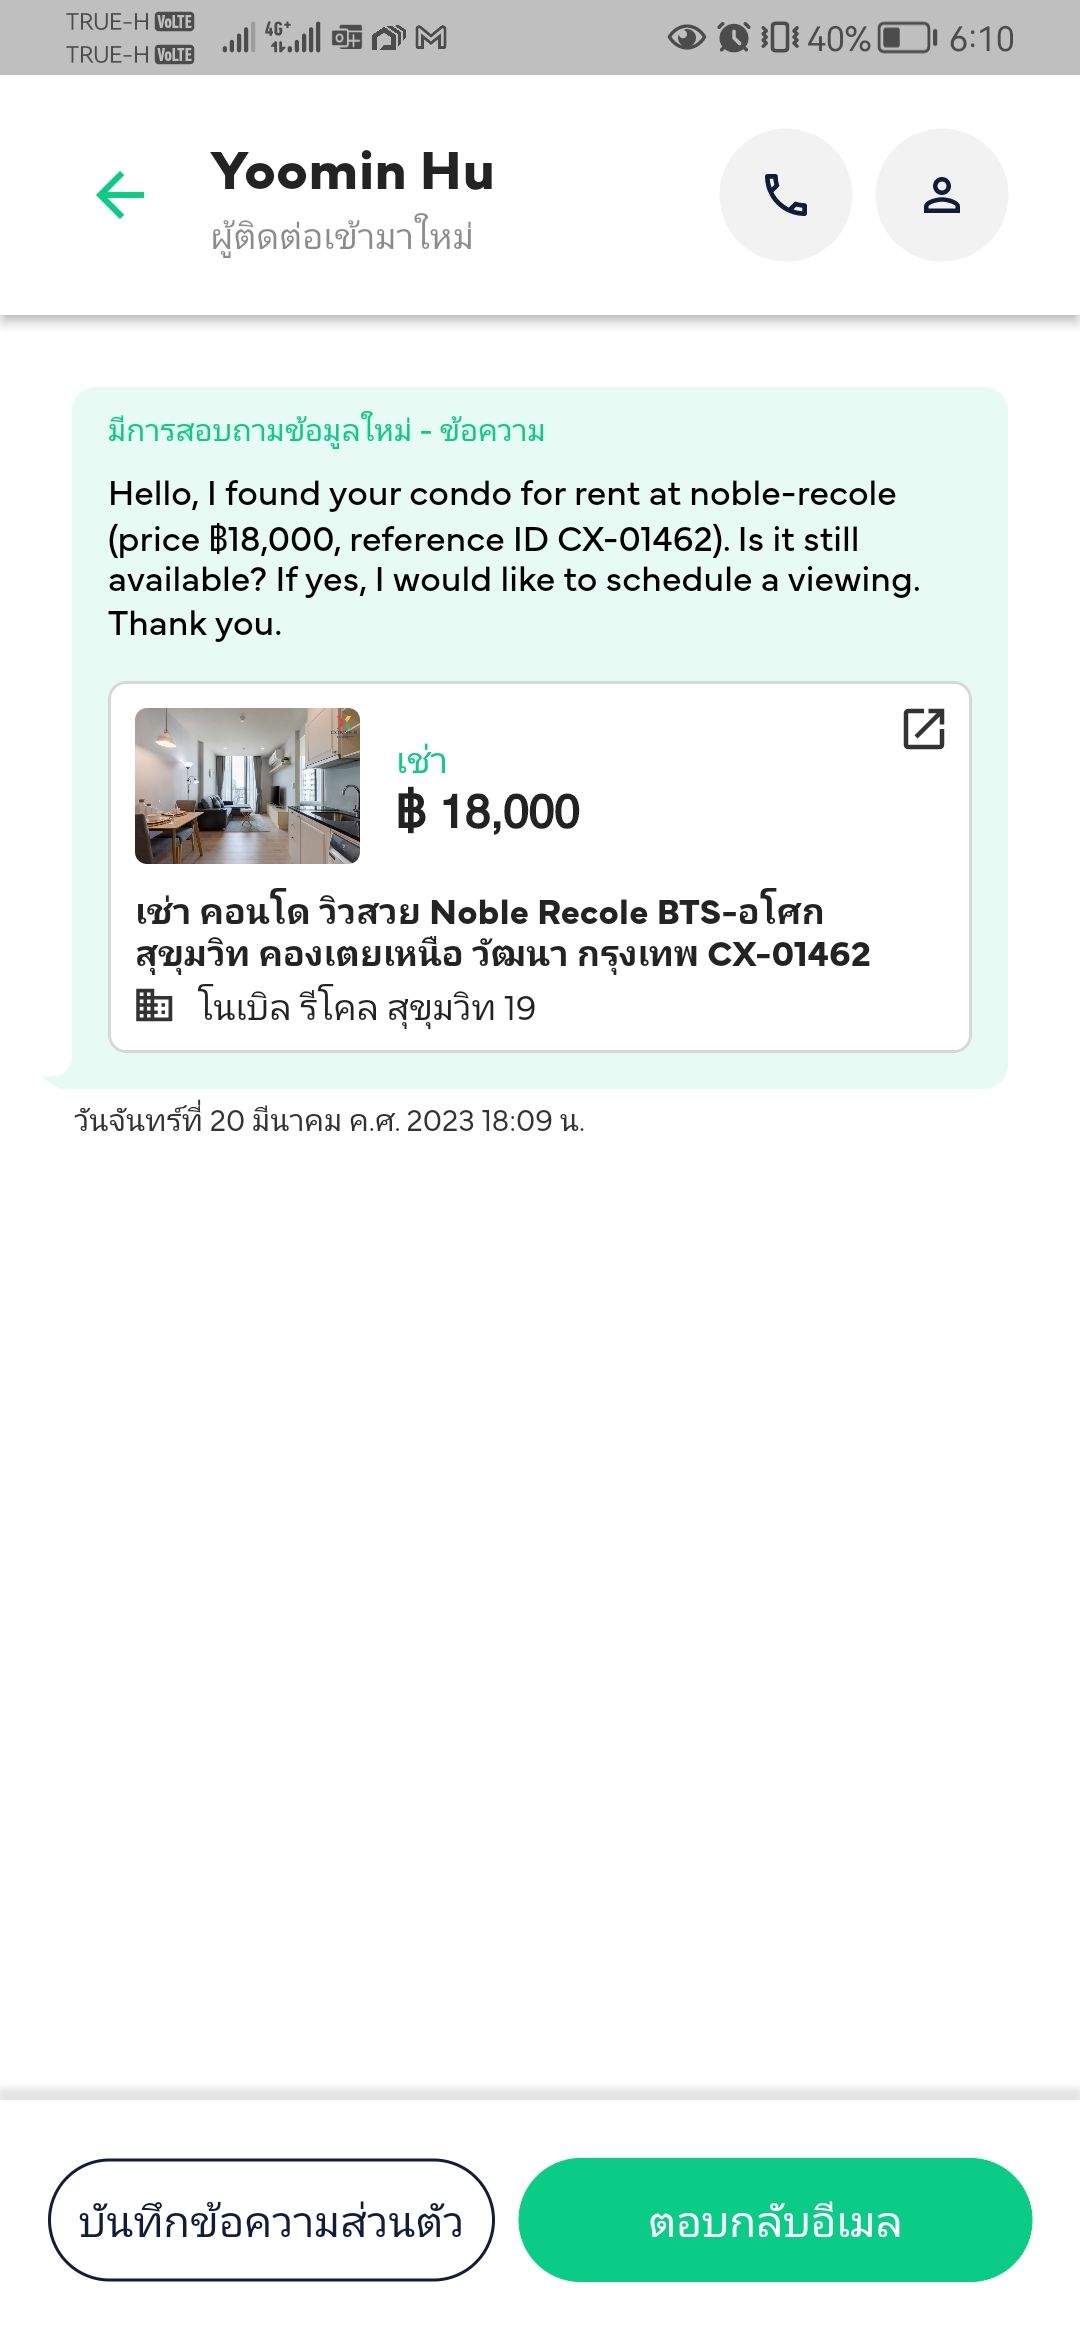 TRUE-H VoLTE
TRUE-H VoLTE
4G+
40%
6:10
Yoomin Hu
ผู้ติดต่อเข้ามาใหม่
มีการสอบถามข้อมูลใหม่ - ข้อความ
Hello, I found your condo for rent at noble-recole
(price ฿18,000, reference ID CX-01462). Is it still
available? If yes, I would like to schedule a viewing.
Thank you.
เช่า
฿ 18,000
เช่า คอนโด วิวสวย Noble Recole BTS-อโศก
สุขุมวิท คองเตยเหนือ วัฒนา กรุงเทพ CX-01462
โนเบิล รีโคล สุขุมวิท 19
วันจันทร์ที่ 20 มีนาคม ค.ศ. 2023 18:09 น.
บันทึกข้อความส่วนตัว
ตอบกลับอีเมล